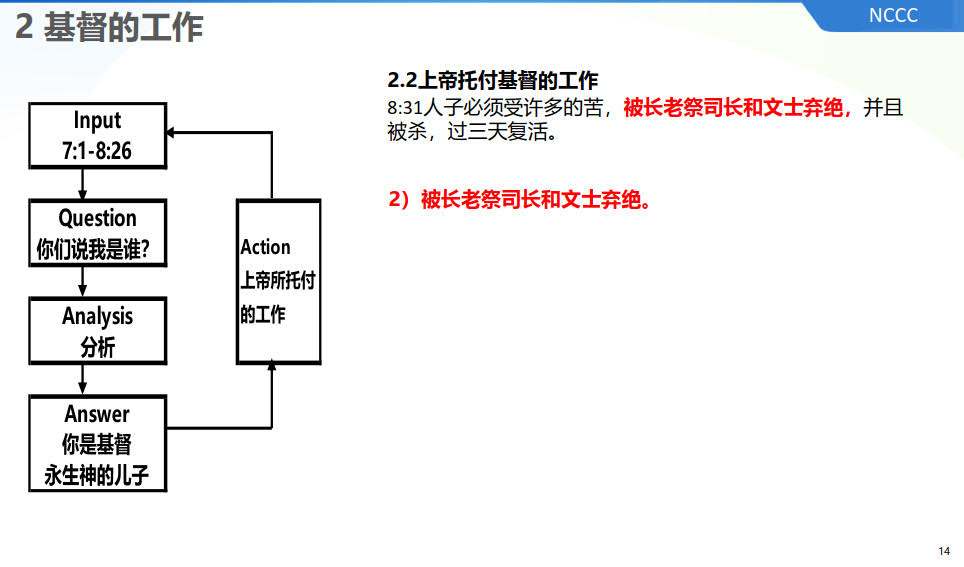 2 基督的工作
NCCC
Input
7:1-8:26
Question
你们说我是谁?
Analysis
分析
Answer
你是基督
永生神的儿子
Action
上帝所托付
的工作
2.2上帝托付基督的工作
8:31人子必须受许多的苦，被长老祭司长和文士弃绝，并且
被杀，过三天复活。
2）被长老祭司长和文士弃绝。
14